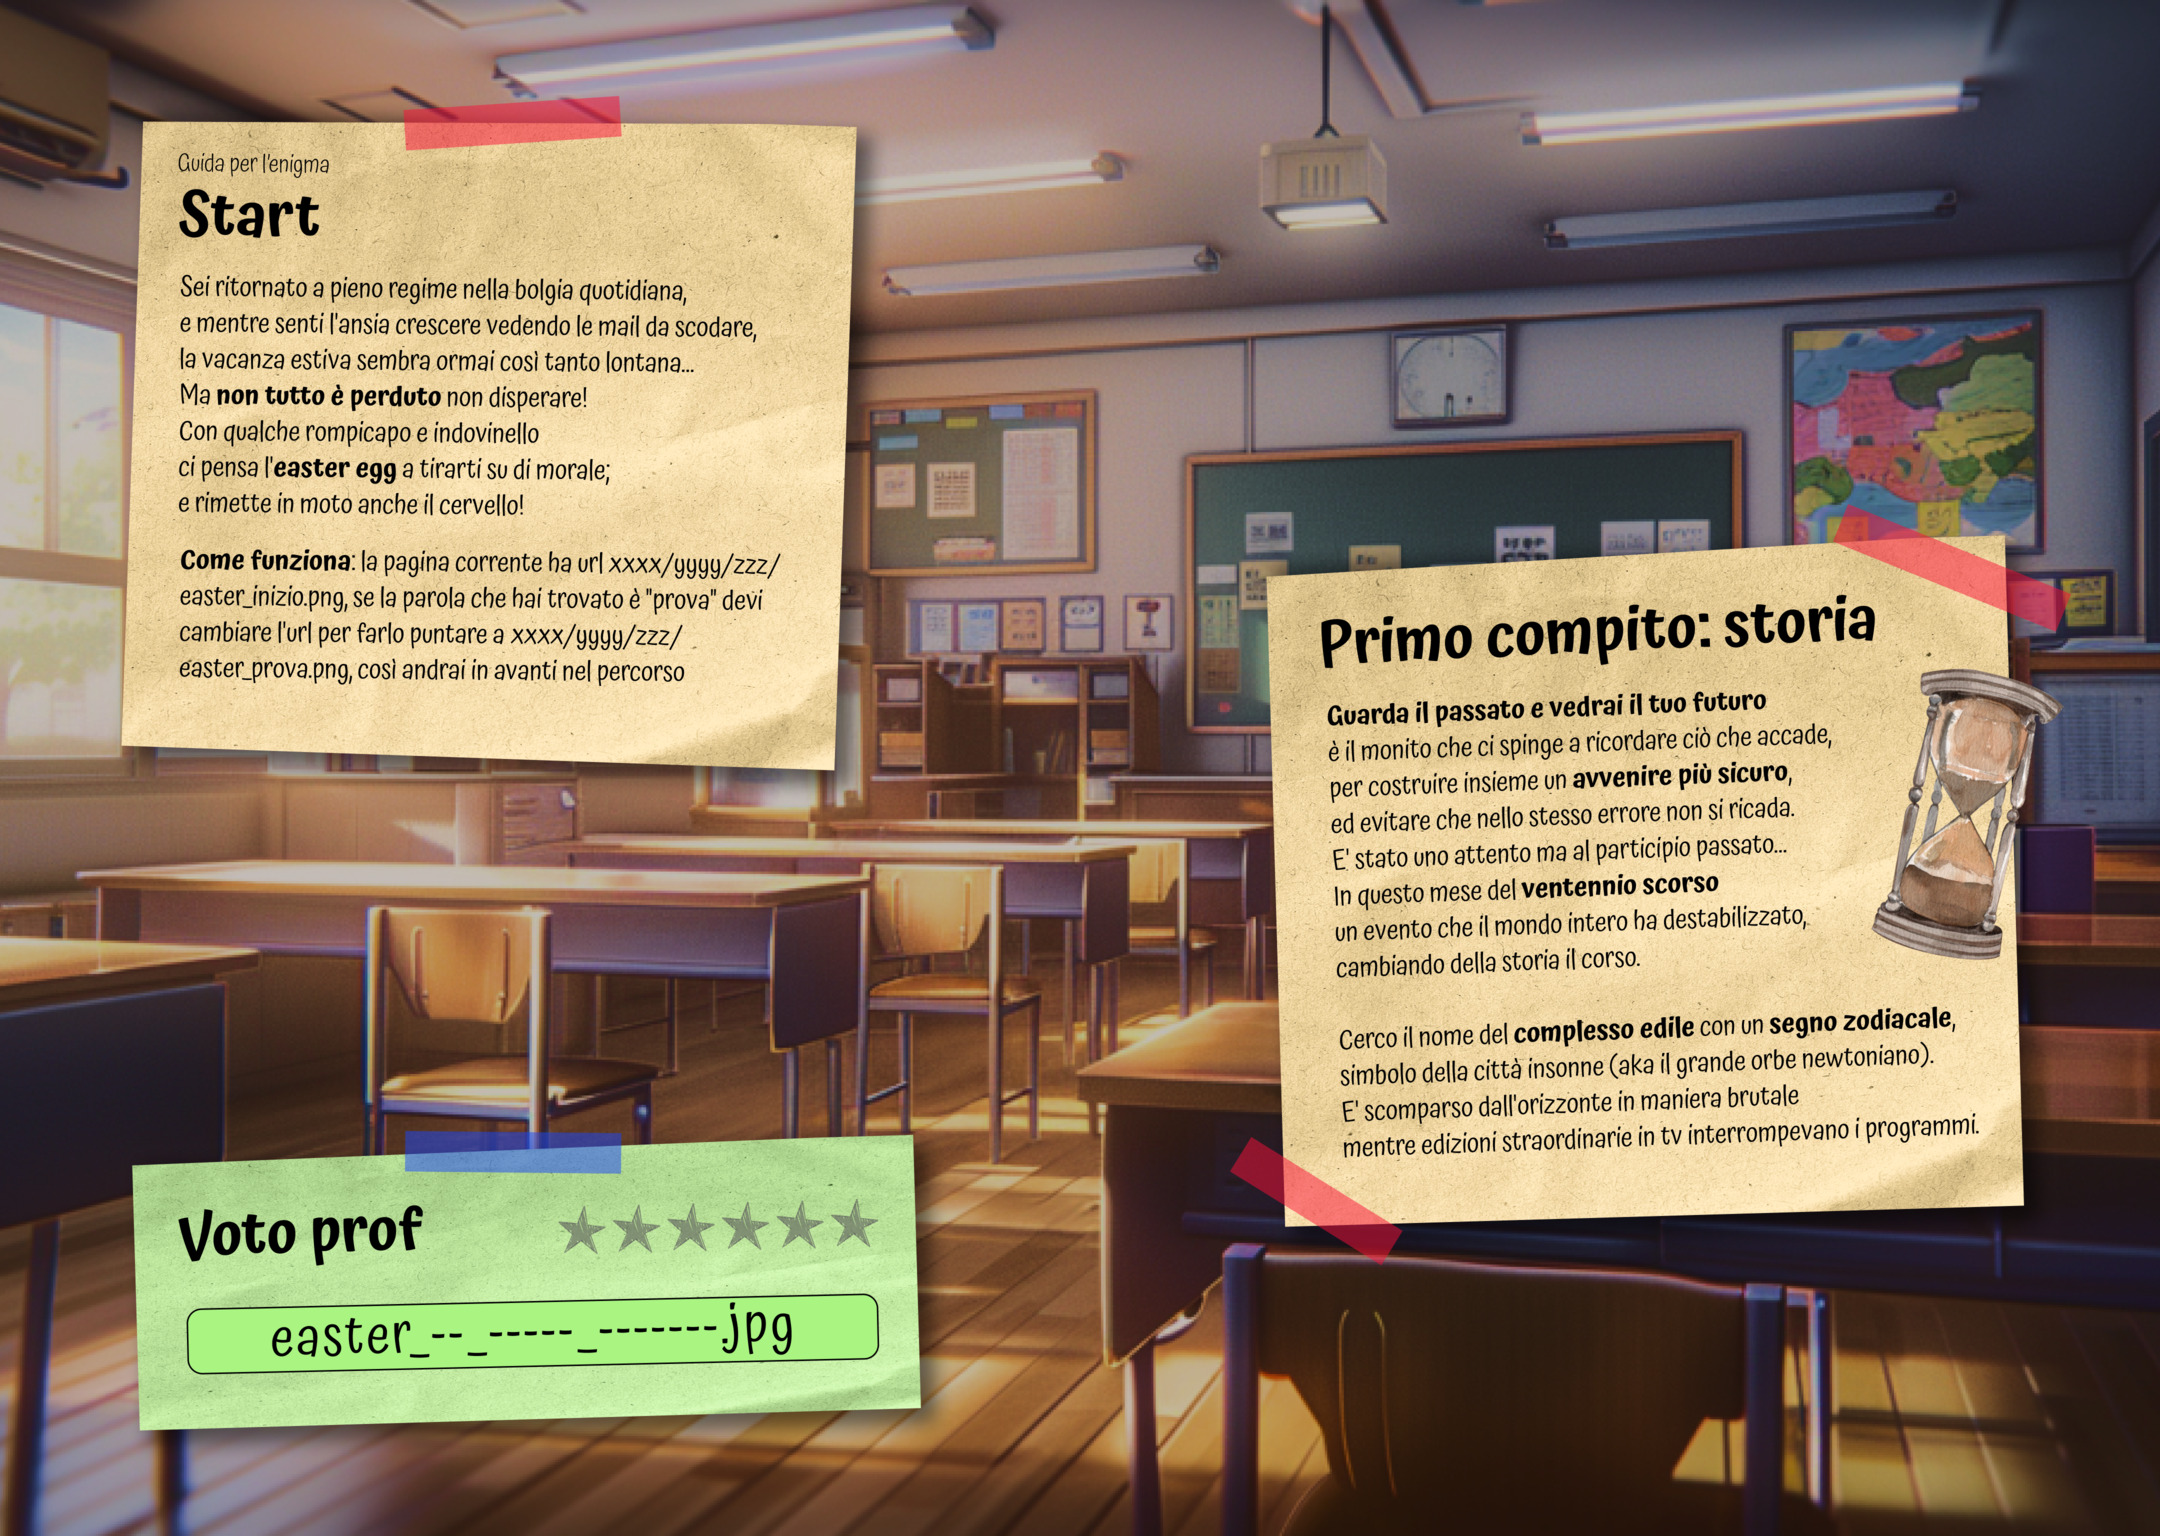 Guida per l'enigma
Start
Sei ritornato a pieno regime nella bolgia quotidiana,
e mentre senti l'ansia crescere vedendo le mail da scodare,
la vacanza estiva sembra ormai così tanto lontana...
Ma non tutto è perduto non disperare!
Con qualche rompicapo e indovinello
ci pensa l'easter egg a tirarti su di morale;
e rimette in moto anche il cervello!
Come funziona: la pagina corrente ha url xxxx/yyyy/zzz/
easter_inizio.png, se la parola che hai trovato è "prova" devi
cambiare l'url per farlo puntare a xxxx/yyyy/zzz/
easter_prova.png, così andrai in avanti nel percorso
Primo compito: storia
Guarda il passato e vedrai il tuo futuro
è il monito che ci spinge a ricordare ciò che accade,
per costruire insieme un avvenire più sicuro,
ed evitare che nello stesso errore non si ricada.
E' stato uno attento ma al participio passato...
In questo mese del ventennio scorso
un evento che il mondo intero ha destabilizzato,
cambiando della storia il corso.
Cerco il nome del complesso edile con un segno zodiacale,
simbolo della città insonne (aka il grande orbe newtoniano).
E' scomparso dall'orizzonte in maniera brutale
mentre edizioni straordinarie in tv interrompevano i programmi.
Voto prof
easter_--_-----_-------.jpg